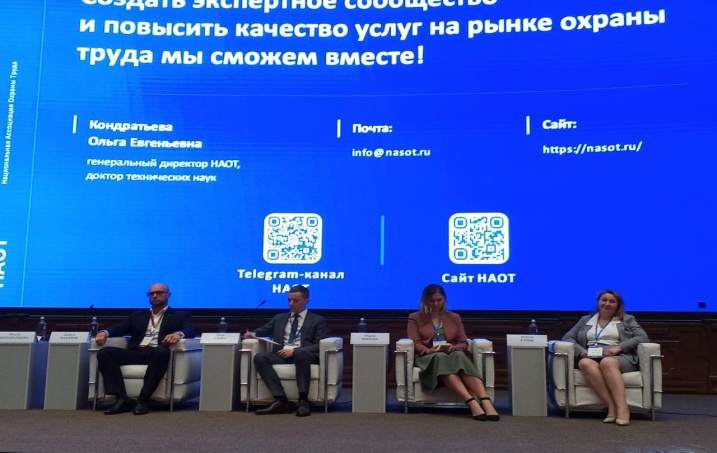 Создать экспертное сообщество
и повысить качество услуг на рынке охраны
труда мы сможем вместе!
Национальная Ассоциация Охраны Труда
НАОТ
Кондратьева
Ольга Евгеньевна
генеральный директор НАОТ,
доктор технических наук
Почта:
info@nasot.ru
Сайт:
https://nasot.ru/
Telegram-канал
НАОТ
Сайт НАОТ